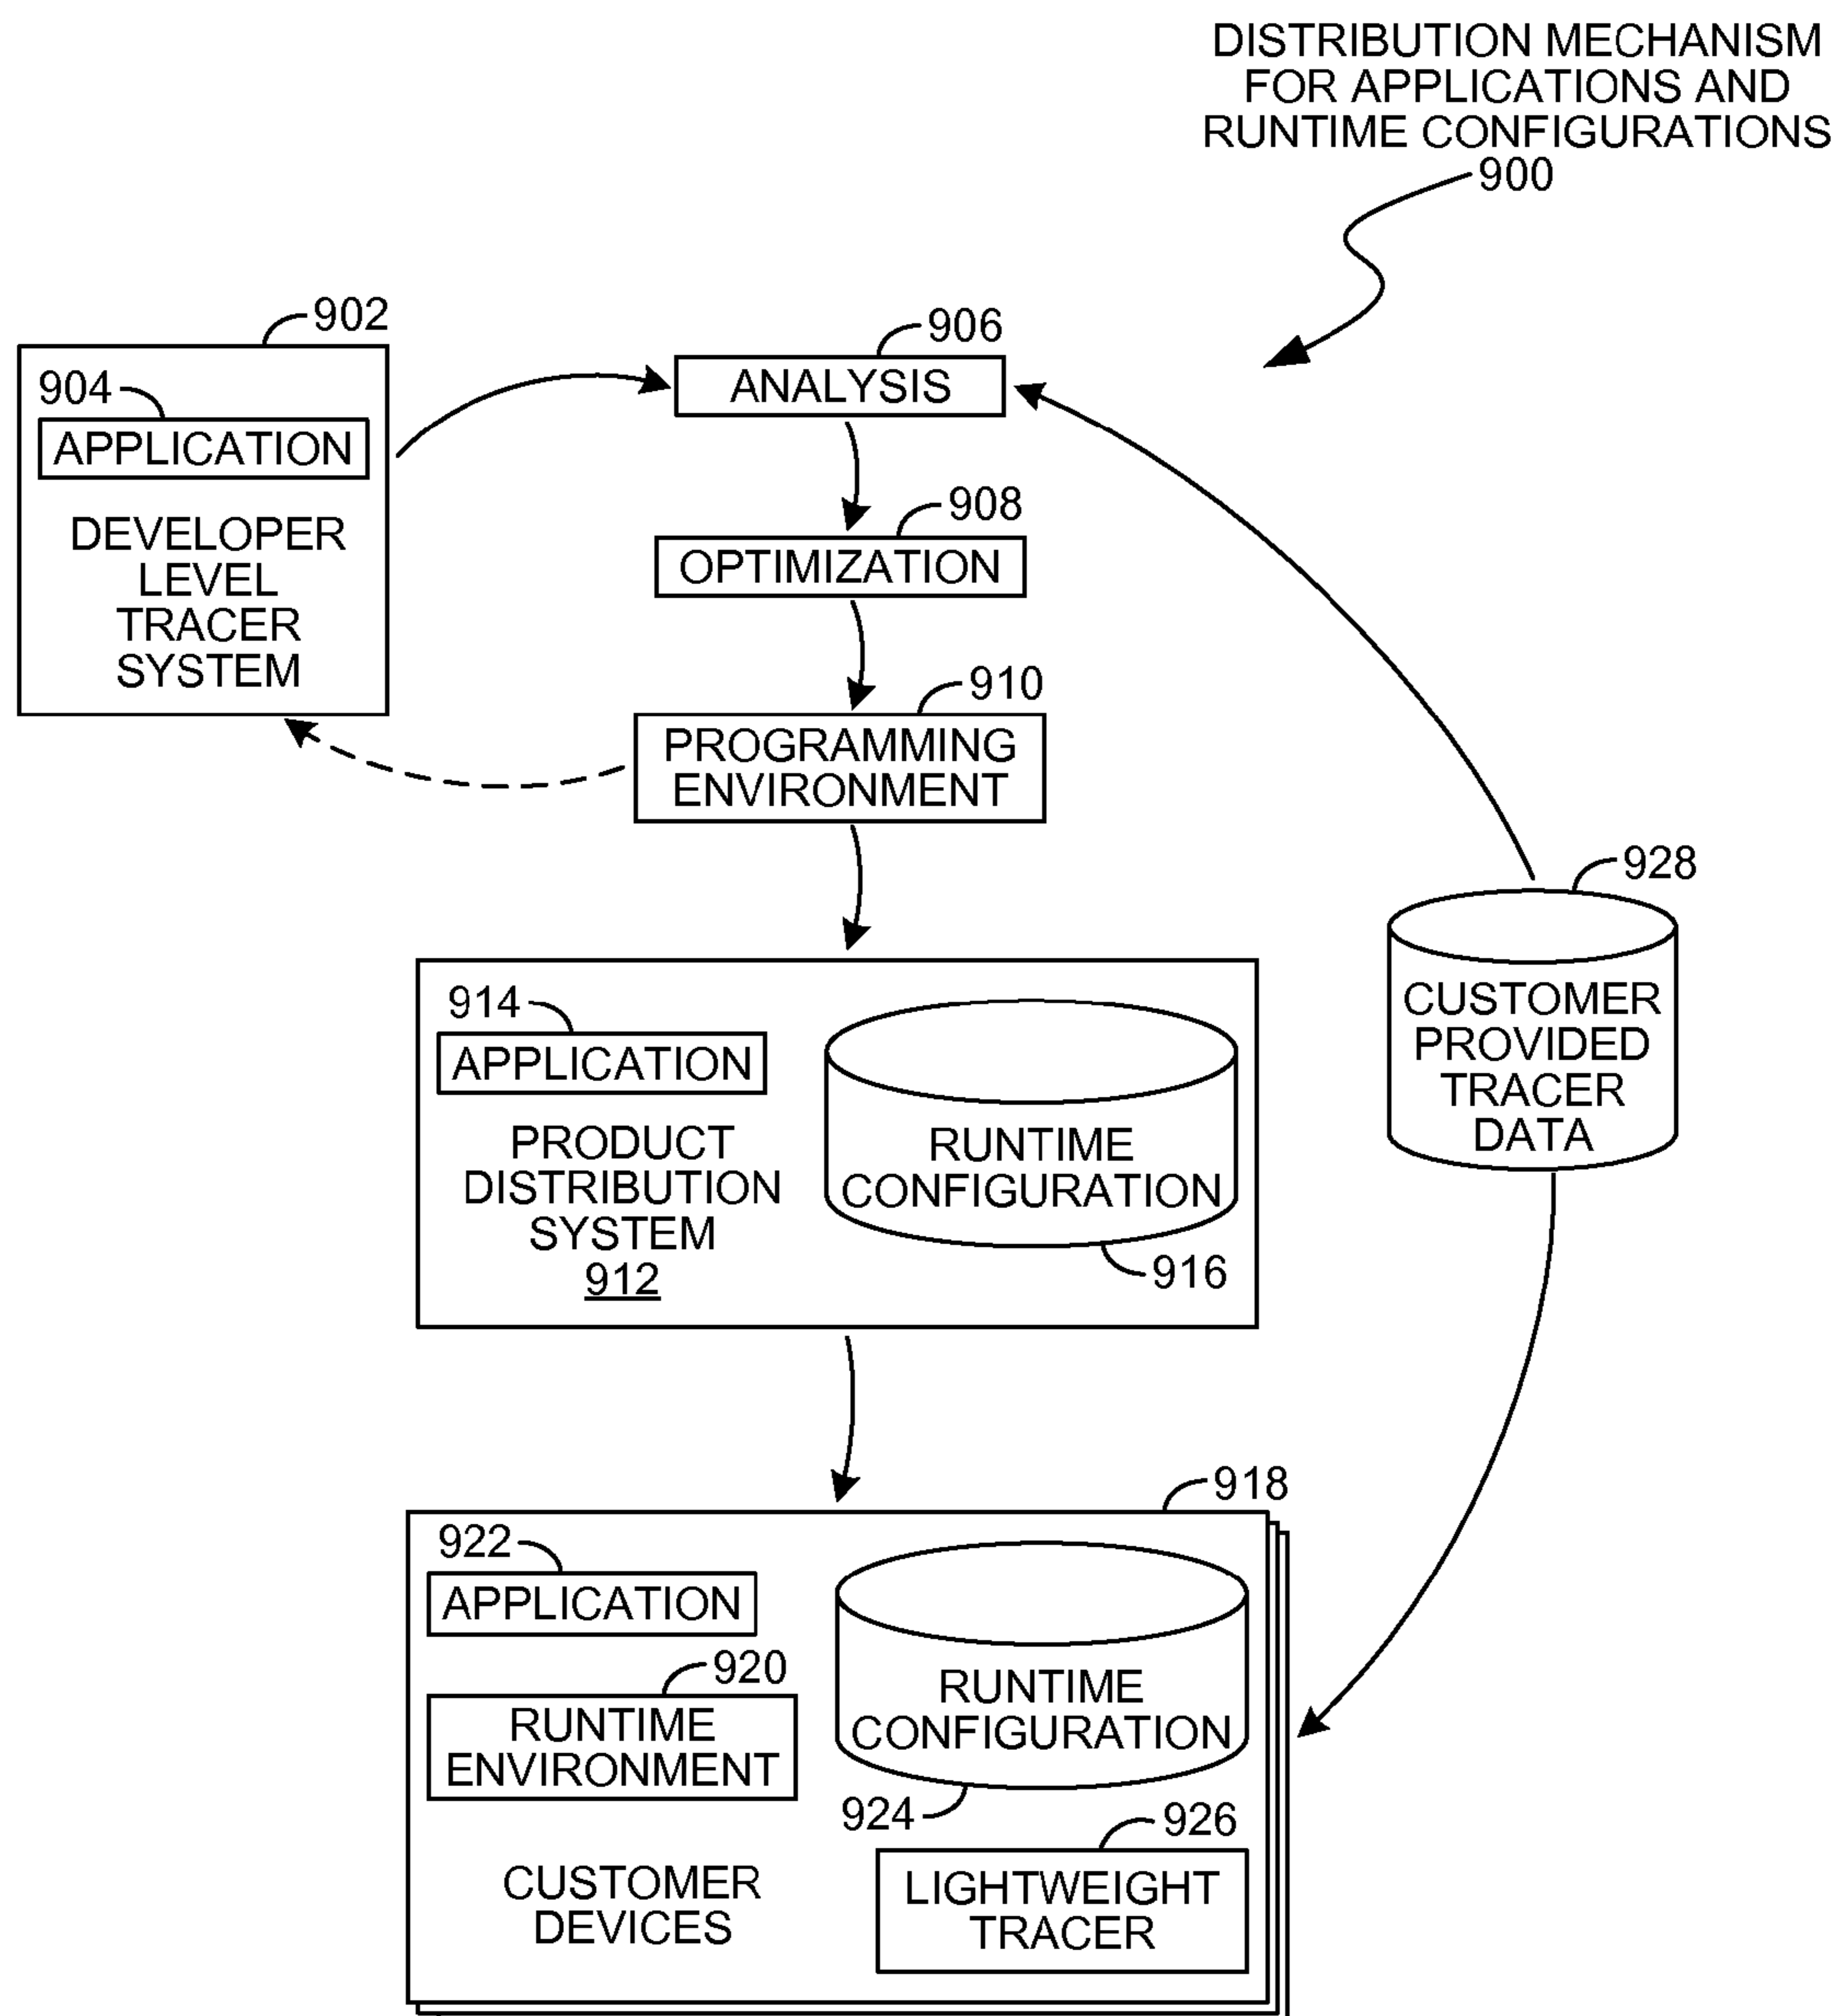 DISTRIBUTION MECHANISM
FOR APPLICATIONS AND
RUNTIME CONFIGURATIONS
900
902
904
APPLICATION
DEVELOPER
LEVEL
TRACER
SYSTEM
906
ANALYSIS
908
OPTIMIZATION
910
PROGRAMMING
ENVIRONMENT
928
CUSTOMER
PROVIDED
TRACER
DATA
914
APPLICATION
PRODUCT
DISTRIBUTION
SYSTEM
912
RUNTIME
CONFIGURATION
916
918
922
APPLICATION
920
RUNTIME
ENVIRONMENT
RUNTIME
CONFIGURATION
924
926
LIGHTWEIGHT
TRACER
CUSTOMER
DEVICES